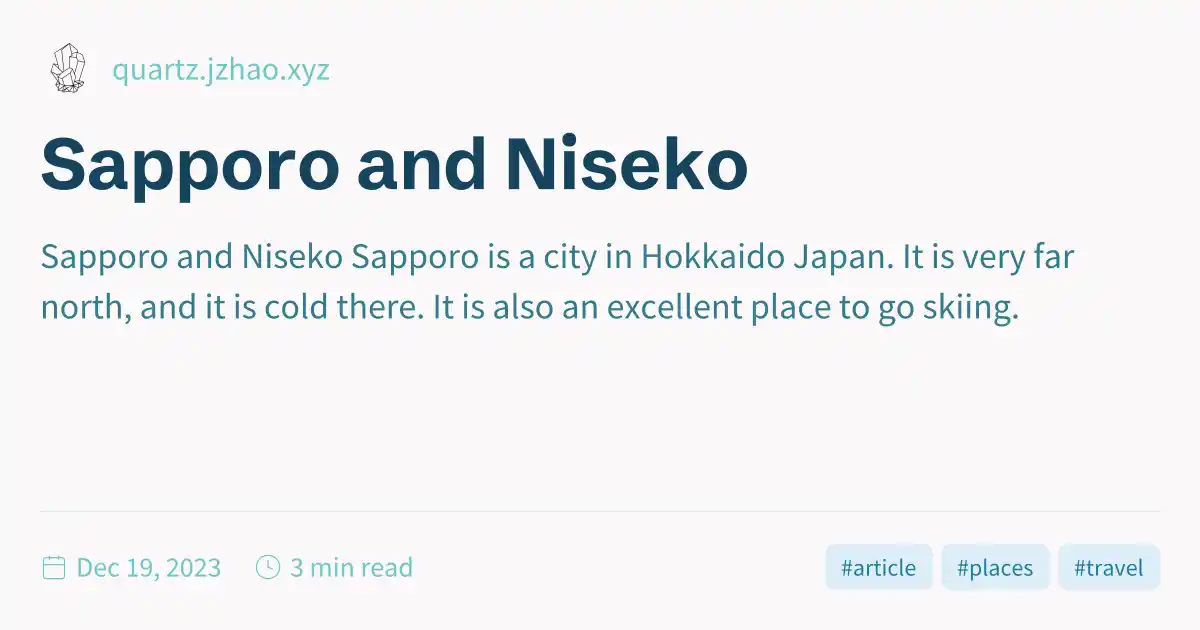 quartz.jzhao.xyz
Sapporo and Niseko
Sapporo and Niseko Sapporo is a city in Hokkaido Japan. It is very far
north, and it is cold there. It is also an excellent place to go skiing.
Dec 19, 2023 3 min read #article #places #travel